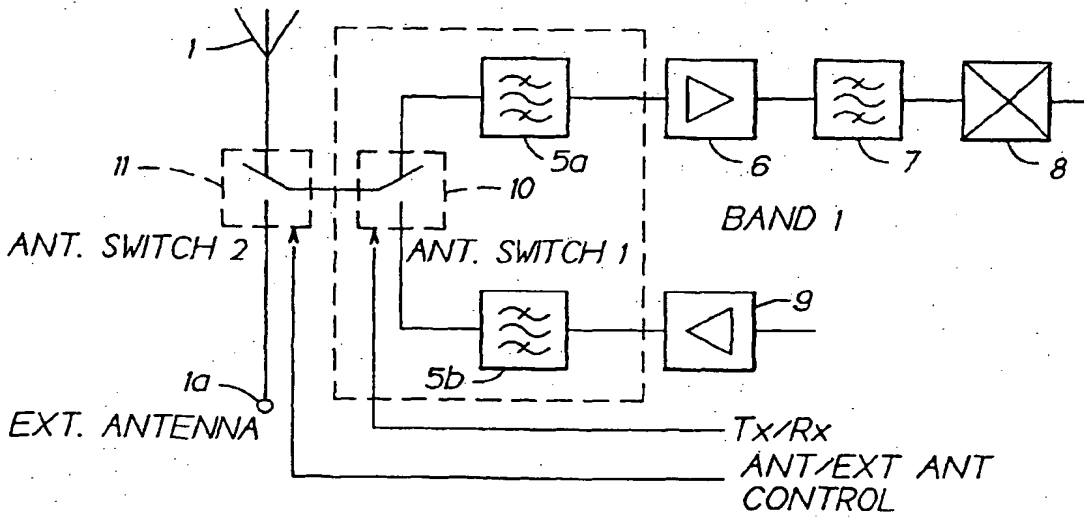 1
11
10
5a
6
7
8
BAND 1
ANT. SWITCH 2
ANT. SWITCH 1
9
5b
1a
EXT. ANTENNA
Tx/Rx
ANT/EXT ANT
CONTROL